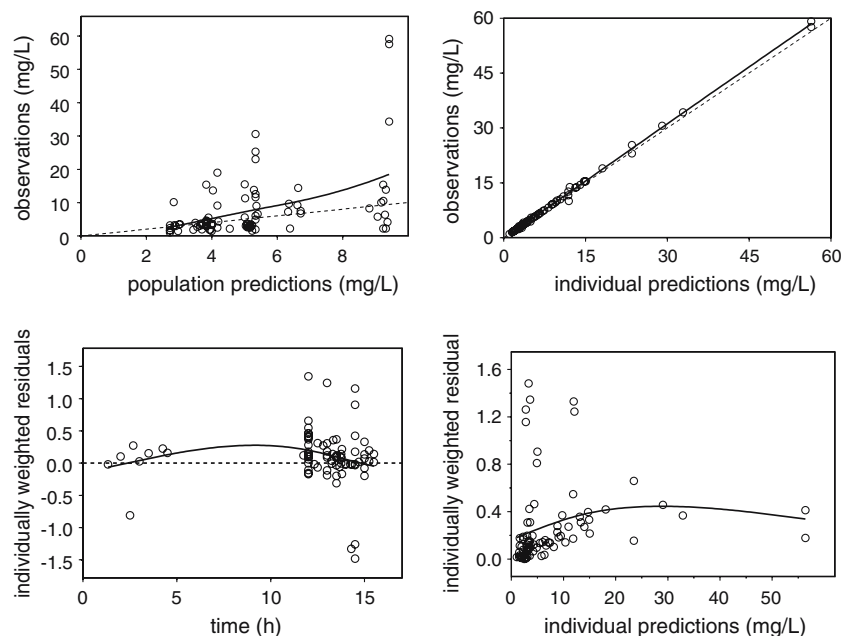 observations (mg/L)
60
50
40
30
20
10
0
0 2 4 6 8
population predictions (mg/L)
observations (mg/L)
60
45
30
15
0
0 15 30 45 60
individual predictions (mg/L)
individually weighted residuals
1.5
1.0
0.5
0.0
-0.5
-1.0
-1.5
0 5 10 15
time (h)
individually weighted residual
1.6
1.2
0.8
0.4
0.0
0 10 20 30 40 50
individual predictions (mg/L)